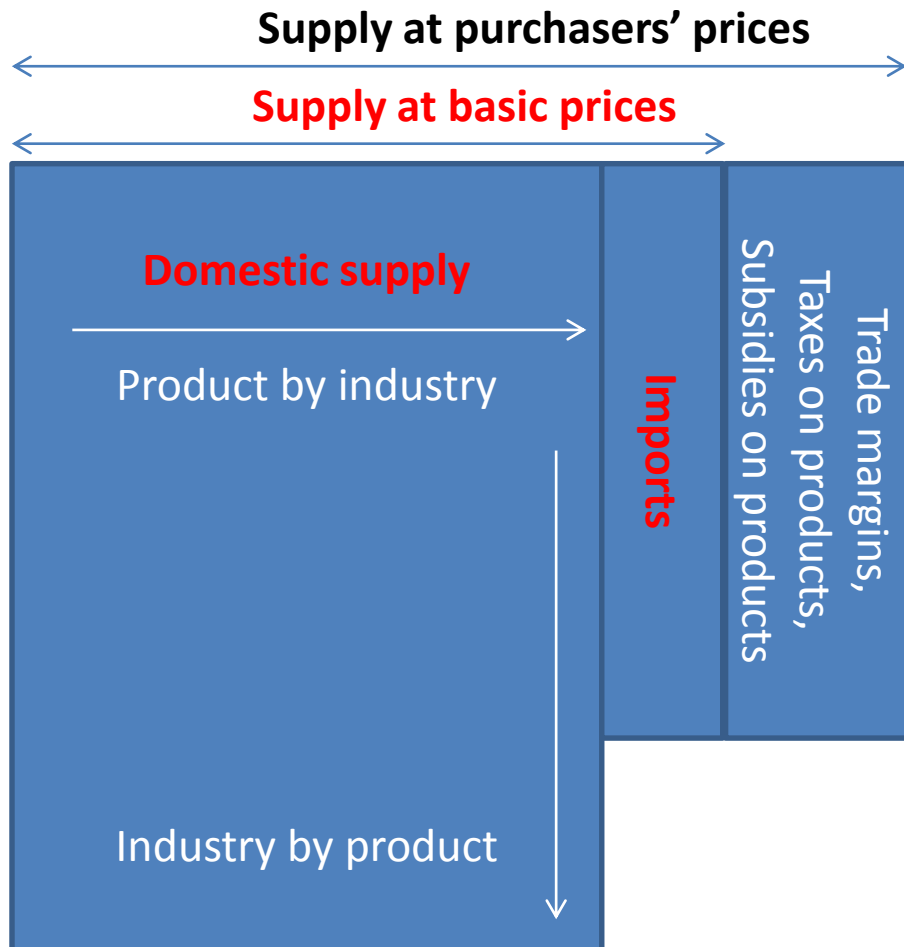 Supply at purchasers’ prices
Supply at basic prices
Domestic supply
Product by industry
Industry by product
Imports
Trade margins,
Taxes on products,
Subsidies on products